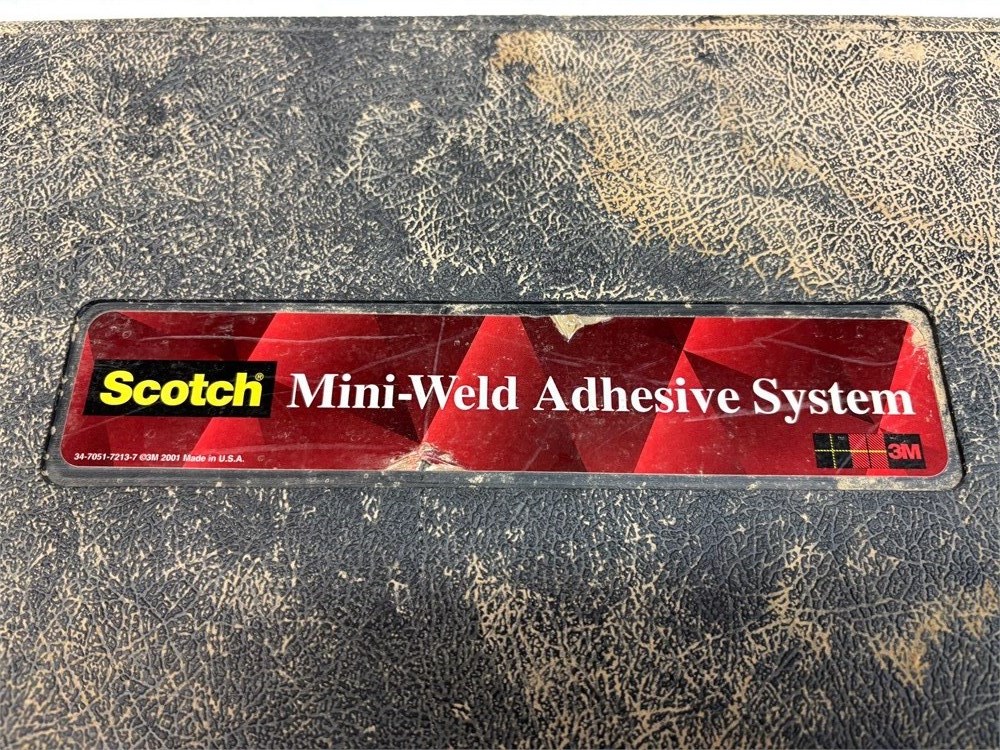 Scotch® Mini-Weld Adhesive System
34-7051-7213-7 ©3M 2001 Made in U.S.A.
3M